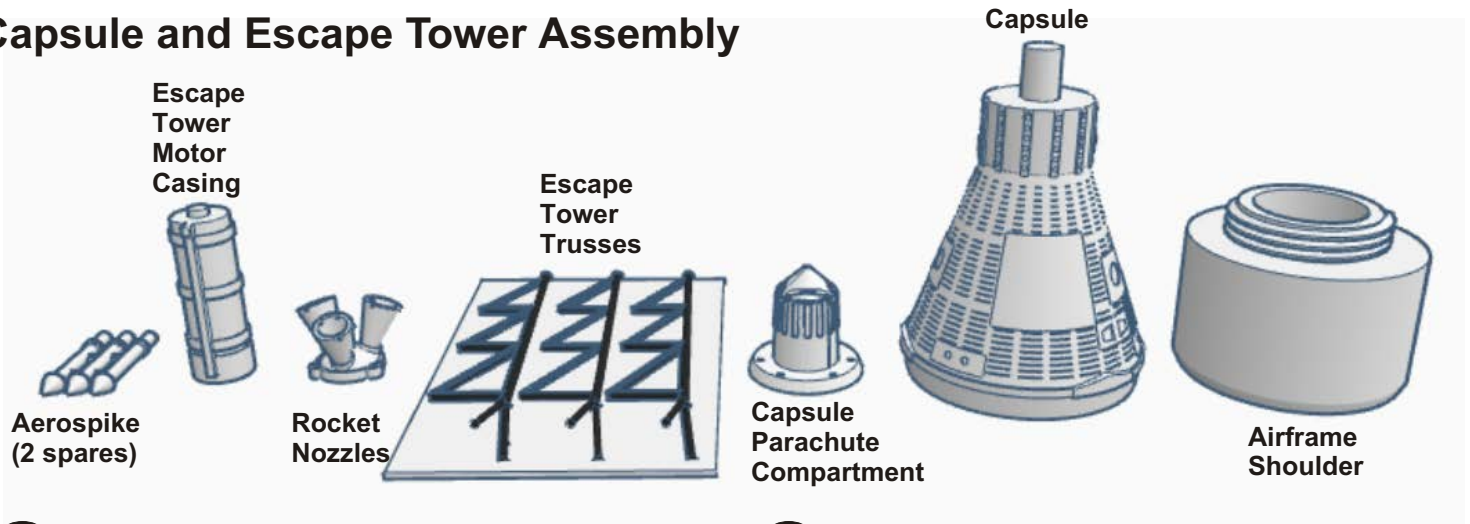 Capsule and Escape Tower Assembly
Capsule
Escape
Tower
Motor
Casing
Escape
Tower
Trusses
Aerospike
(2 spares)
Rocket
Nozzles
Capsule
Parachute
Compartment
Airframe
Shoulder